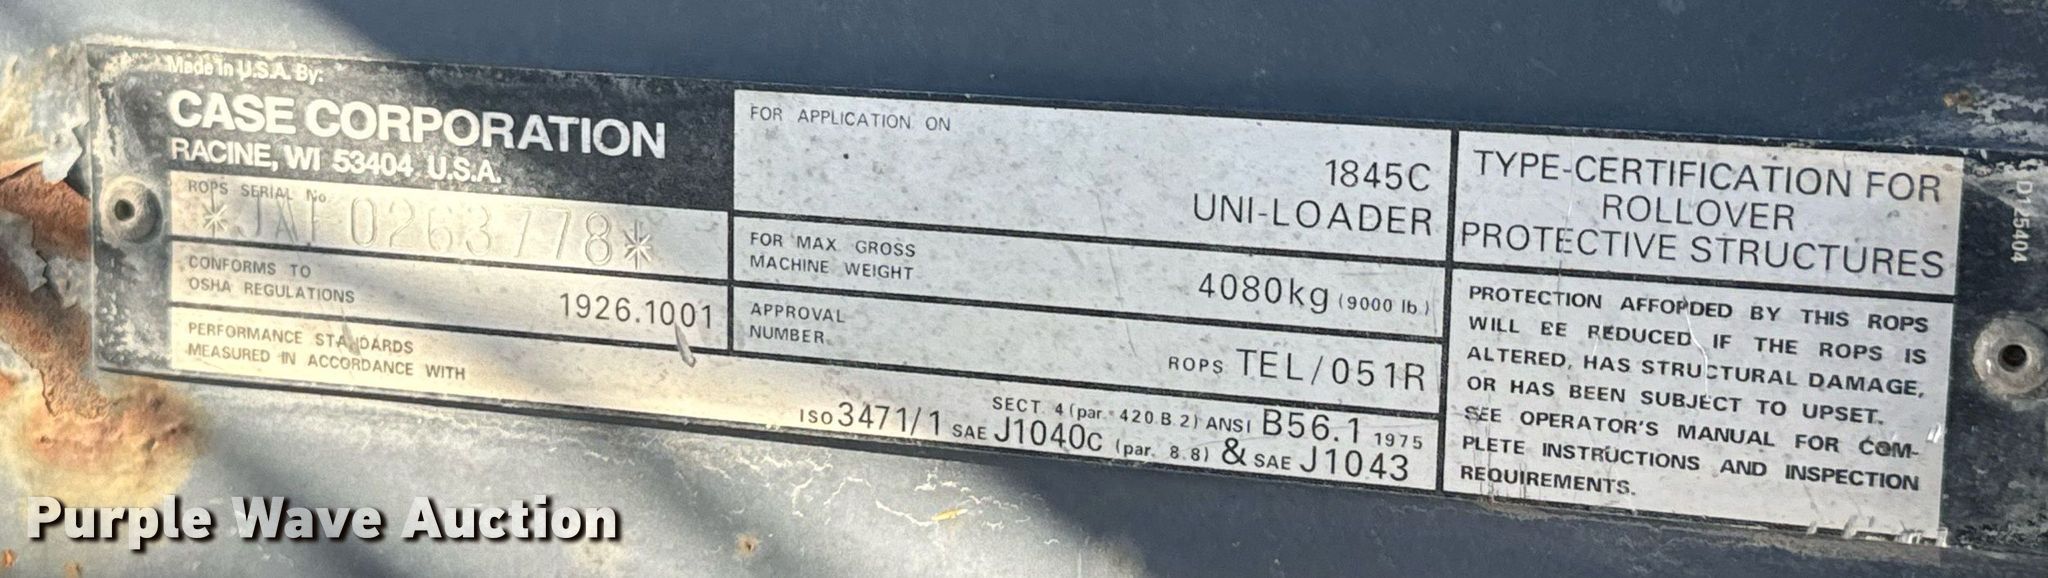 Made in U.S.A. By:
CASE CORPORATION
RACINE, WI 53404 U.S.A.
ROPS SERIAL No
*JAF0263778*
CONFORMS TO
OSHA REGULATIONS
1926.1001
PERFORMANCE STANDARDS
MEASURED IN ACCORDANCE WITH
FOR APPLICATION ON
1845C
UNI-LOADER
FOR MAX. GROSS
MACHINE WEIGHT
4080kg (9000 lb.)
APPROVAL
NUMBER
ROPS TEL/051R
SECT. 4 (par. 420.B.2) ANSI B56.1 1975
ISO 3471/1 SAE J1040C (par. 8.8) & SAE J1043
TYPE-CERTIFICATION FOR
ROLLOVER
PROTECTIVE STRUCTURES
PROTECTION AFFORDED BY THIS ROPS
WILL BE REDUCED IF THE ROPS IS
ALTERED, HAS STRUCTURAL DAMAGE,
OR HAS BEEN SUBJECT TO UPSET.
SEE OPERATOR'S MANUAL FOR COM-
PLETE INSTRUCTIONS AND INSPECTION
REQUIREMENTS.
Purple Wave Auction